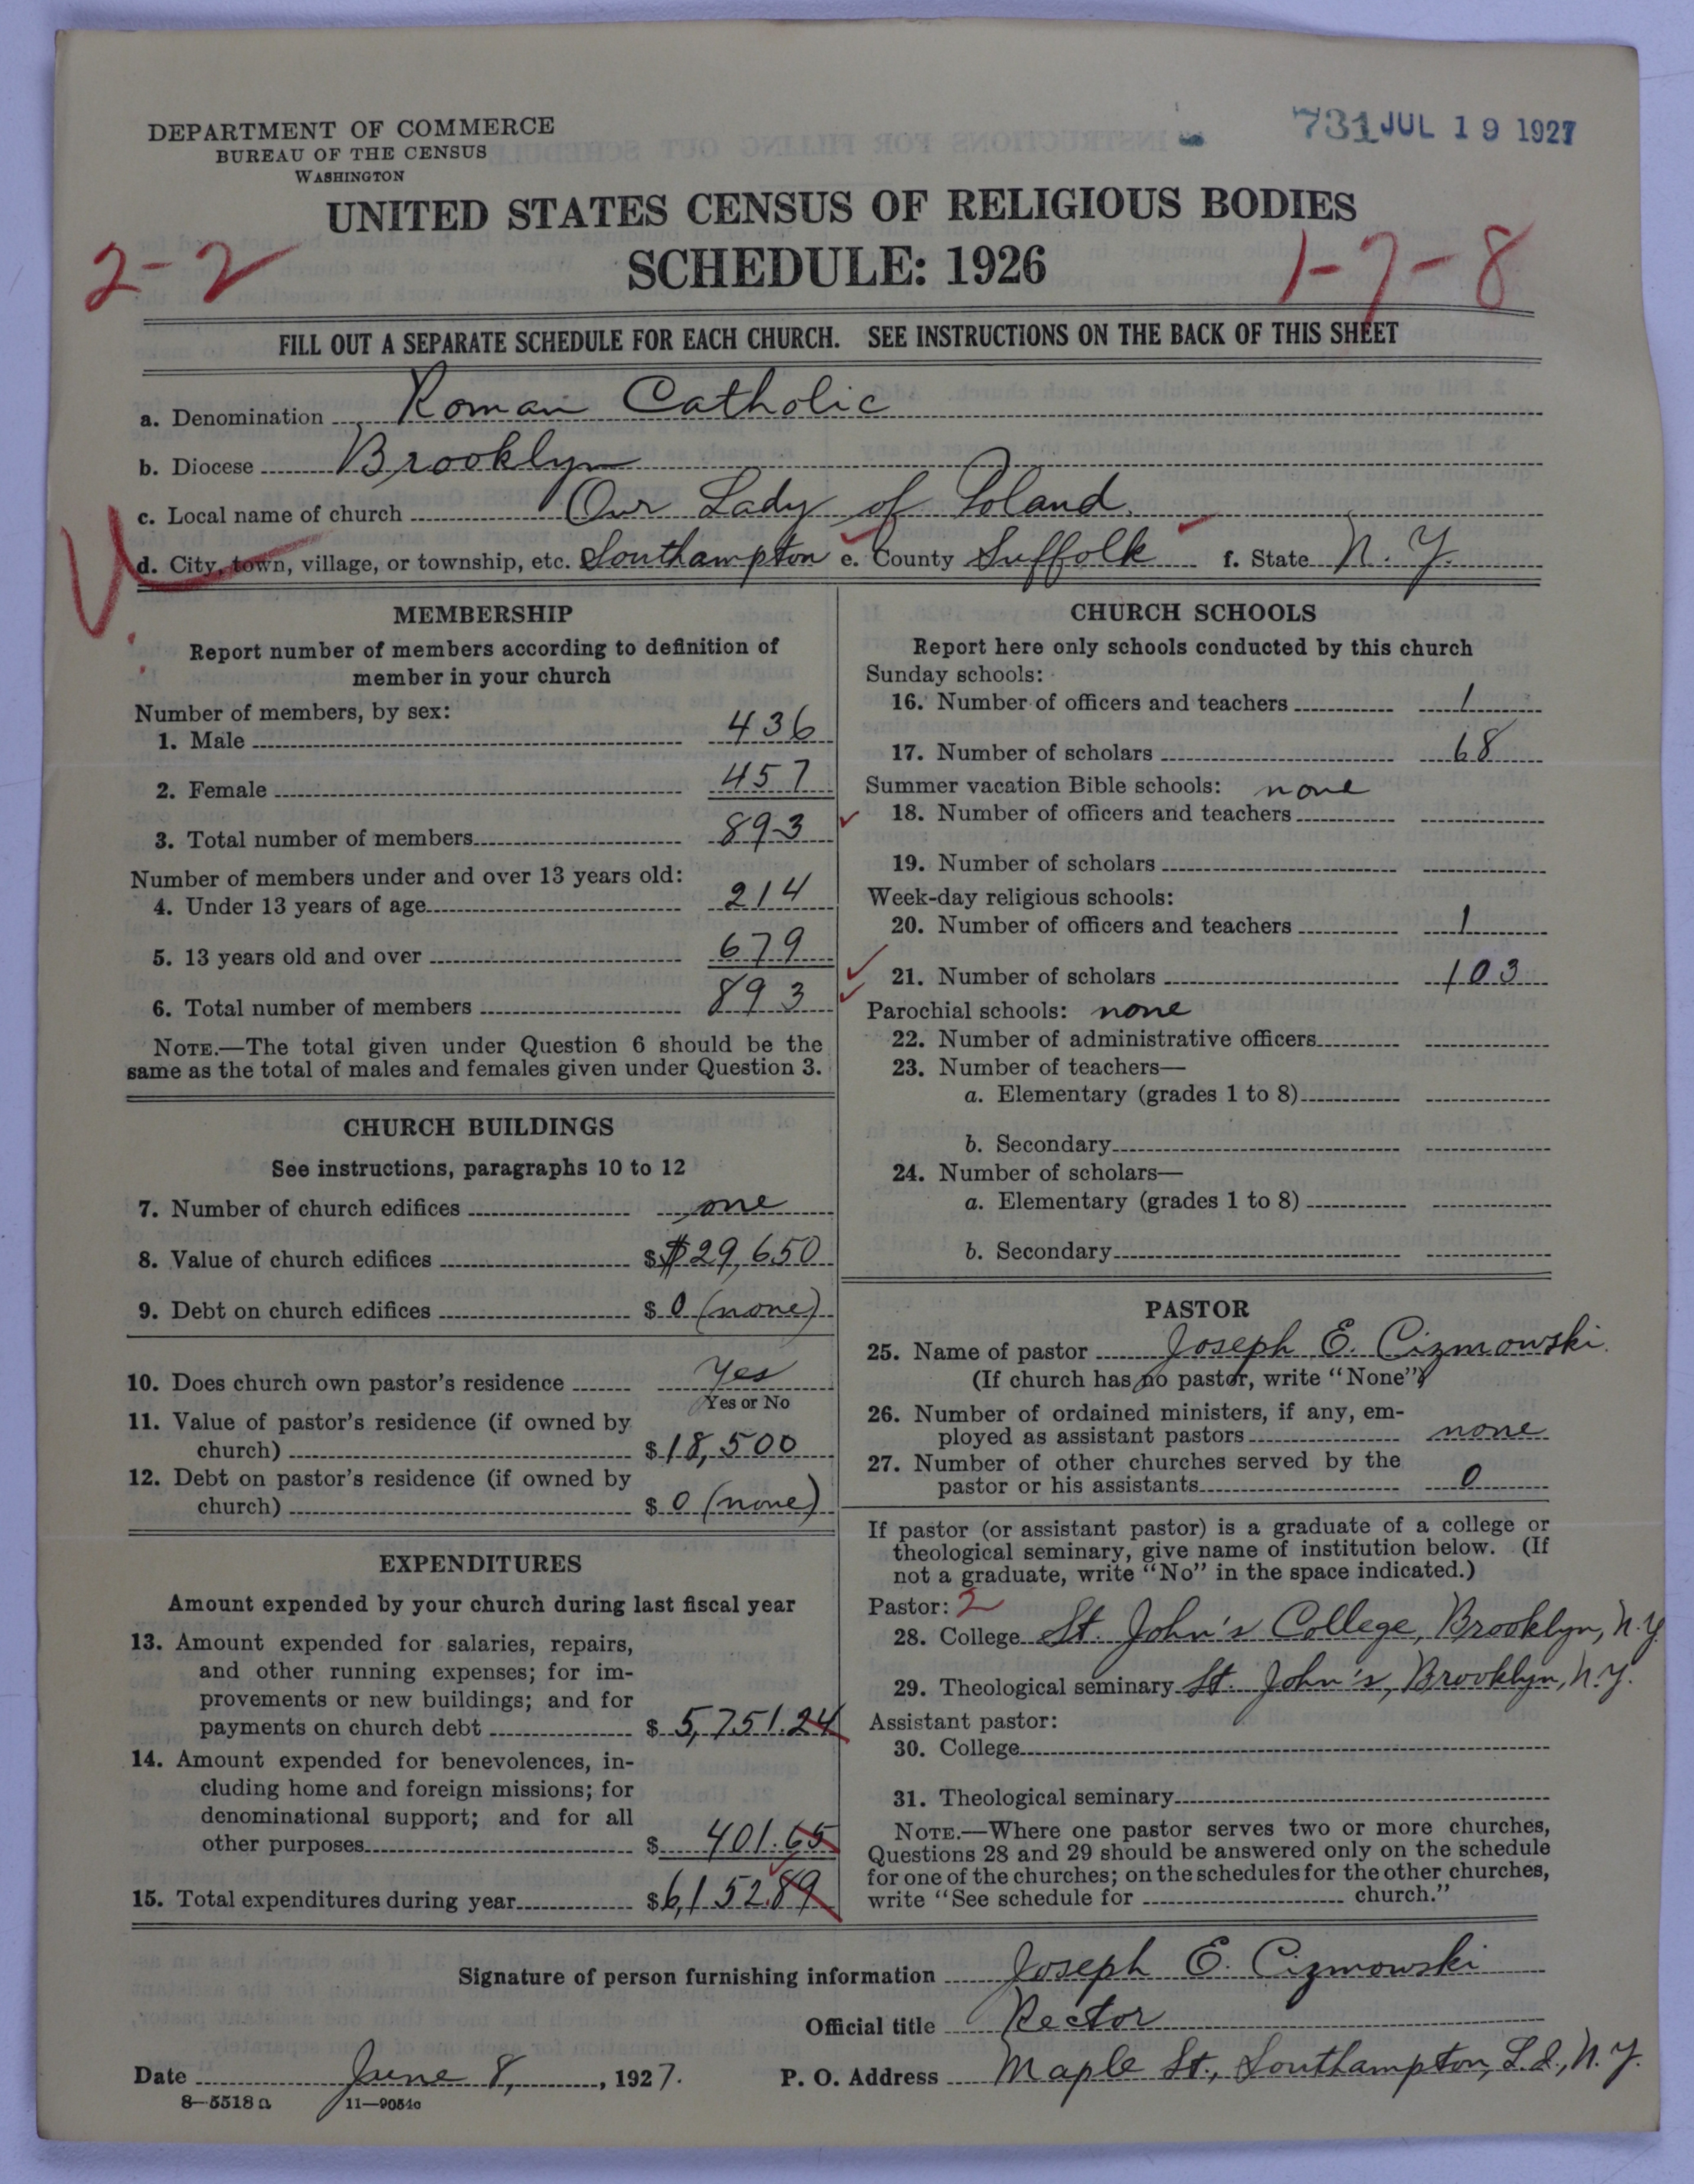 DEPARTMENT OF COMMERCE
BUREAU OF THE CENSUS
WASHINGTON
731 JUL 19 1927
UNITED STATES CENSUS OF RELIGIOUS BODIES
SCHEDULE: 1926
2-2
1-7-8
FILL OUT A SEPARATE SCHEDULE FOR EACH CHURCH. SEE INSTRUCTIONS ON THE BACK OF THIS SHEET
a. Denomination Roman Catholic
b. Diocese Brooklyn
c. Local name of church Our Lady of Poland
d. City, town, village, or township, etc. Southampton e. County Suffolk f. State N. Y.
MEMBERSHIP
Report number of members according to definition of
member in your church
Number of members, by sex:
1. Male 436
2. Female 457
3. Total number of members 893
Number of members under and over 13 years old:
4. Under 13 years of age 214
5. 13 years old and over 679
6. Total number of members 893
NOTE.—The total given under Question 6 should be the
same as the total of males and females given under Question 3.
CHURCH BUILDINGS
See instructions, paragraphs 10 to 12
7. Number of church edifices one
8. Value of church edifices $ $29,650
9. Debt on church edifices $ 0 (none)
10. Does church own pastor's residence Yes
Yes or No
11. Value of pastor's residence (if owned by
church) $ 18,500
12. Debt on pastor's residence (if owned by
church) $ 0 (none)
EXPENDITURES
Amount expended by your church during last fiscal year
13. Amount expended for salaries, repairs,
and other running expenses; for im-
provements or new buildings; and for
payments on church debt $ 5,751.24
14. Amount expended for benevolences, in-
cluding home and foreign missions; for
denominational support; and for all
other purposes $ 401.65
15. Total expenditures during year $ 6,152.89
CHURCH SCHOOLS
Report here only schools conducted by this church
Sunday schools:
16. Number of officers and teachers 1
17. Number of scholars 68
Summer vacation Bible schools: none
18. Number of officers and teachers
19. Number of scholars
Week-day religious schools:
20. Number of officers and teachers 1
21. Number of scholars 103
Parochial schools: none
22. Number of administrative officers
23. Number of teachers—
a. Elementary (grades 1 to 8)
b. Secondary
24. Number of scholars—
a. Elementary (grades 1 to 8)
b. Secondary
PASTOR
25. Name of pastor Joseph E. Cizmowski
(If church has no pastor, write "None")
26. Number of ordained ministers, if any, em-
ployed as assistant pastors none
27. Number of other churches served by the
pastor or his assistants 0
If pastor (or assistant pastor) is a graduate of a college or
theological seminary, give name of institution below. (If
not a graduate, write "No" in the space indicated.)
Pastor: 2
28. College St. John's College, Brooklyn, N.Y.
29. Theological seminary St. John's, Brooklyn, N.Y.
Assistant pastor:
30. College
31. Theological seminary
NOTE.—Where one pastor serves two or more churches,
Questions 28 and 29 should be answered only on the schedule
for one of the churches; on the schedules for the other churches,
write "See schedule for church."
Signature of person furnishing information Joseph E. Cizmowski
Official title Rector
Date June 8, 1927. P. O. Address Maple St., Southampton, L.I., N.Y.
8—5518 a 11—9054c